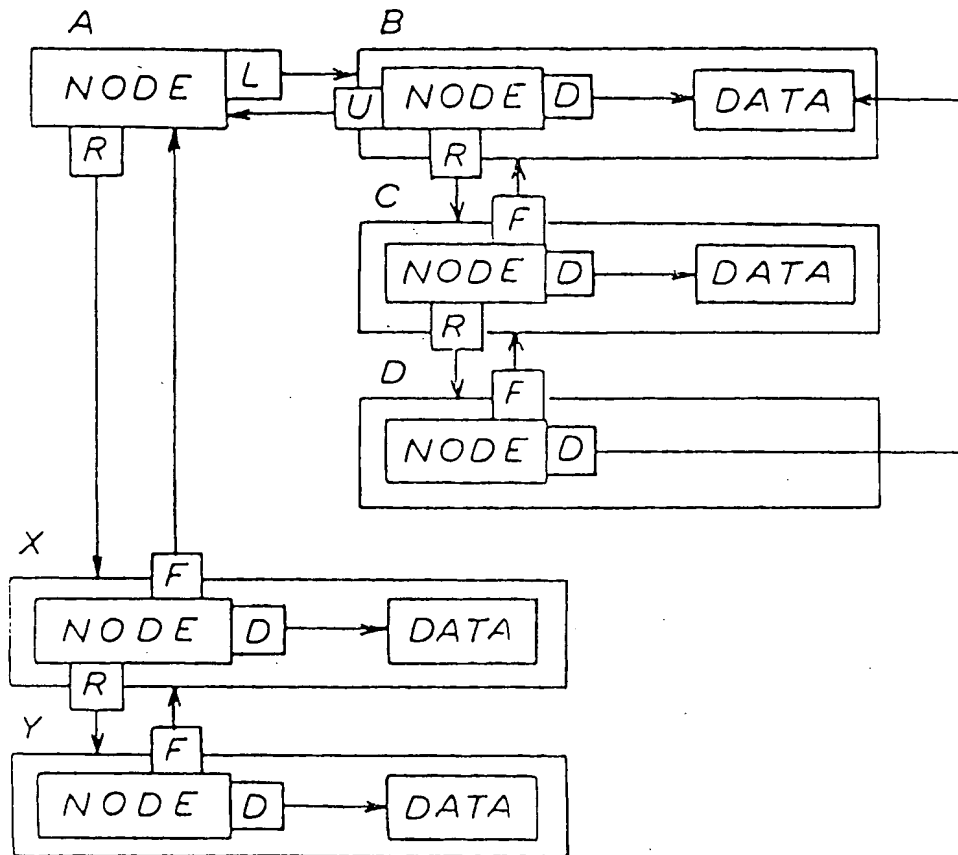 A
B
NODE L
U NODE D DATA
R
R
C
F
NODE D DATA
R
D
F
NODE D
X
F
NODE D DATA
R
Y
F
NODE D DATA